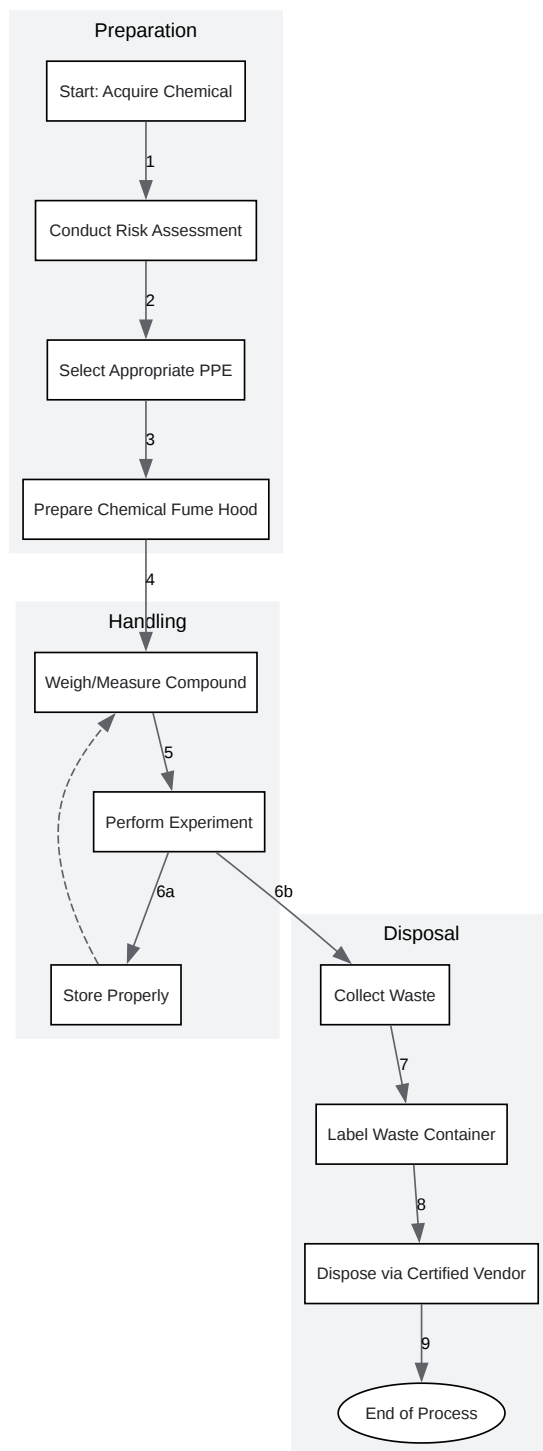 Preparation
Start: Acquire Chemical
1
Conduct Risk Assessment
2
Select Appropriate PPE
3
Prepare Chemical Fume Hood
4
Handling
Weigh/Measure Compound
5
Perform Experiment
6a
6b
Disposal
Store Properly
Collect Waste
7
Label Waste Container
8
Dispose via Certified Vendor
9
End of Process